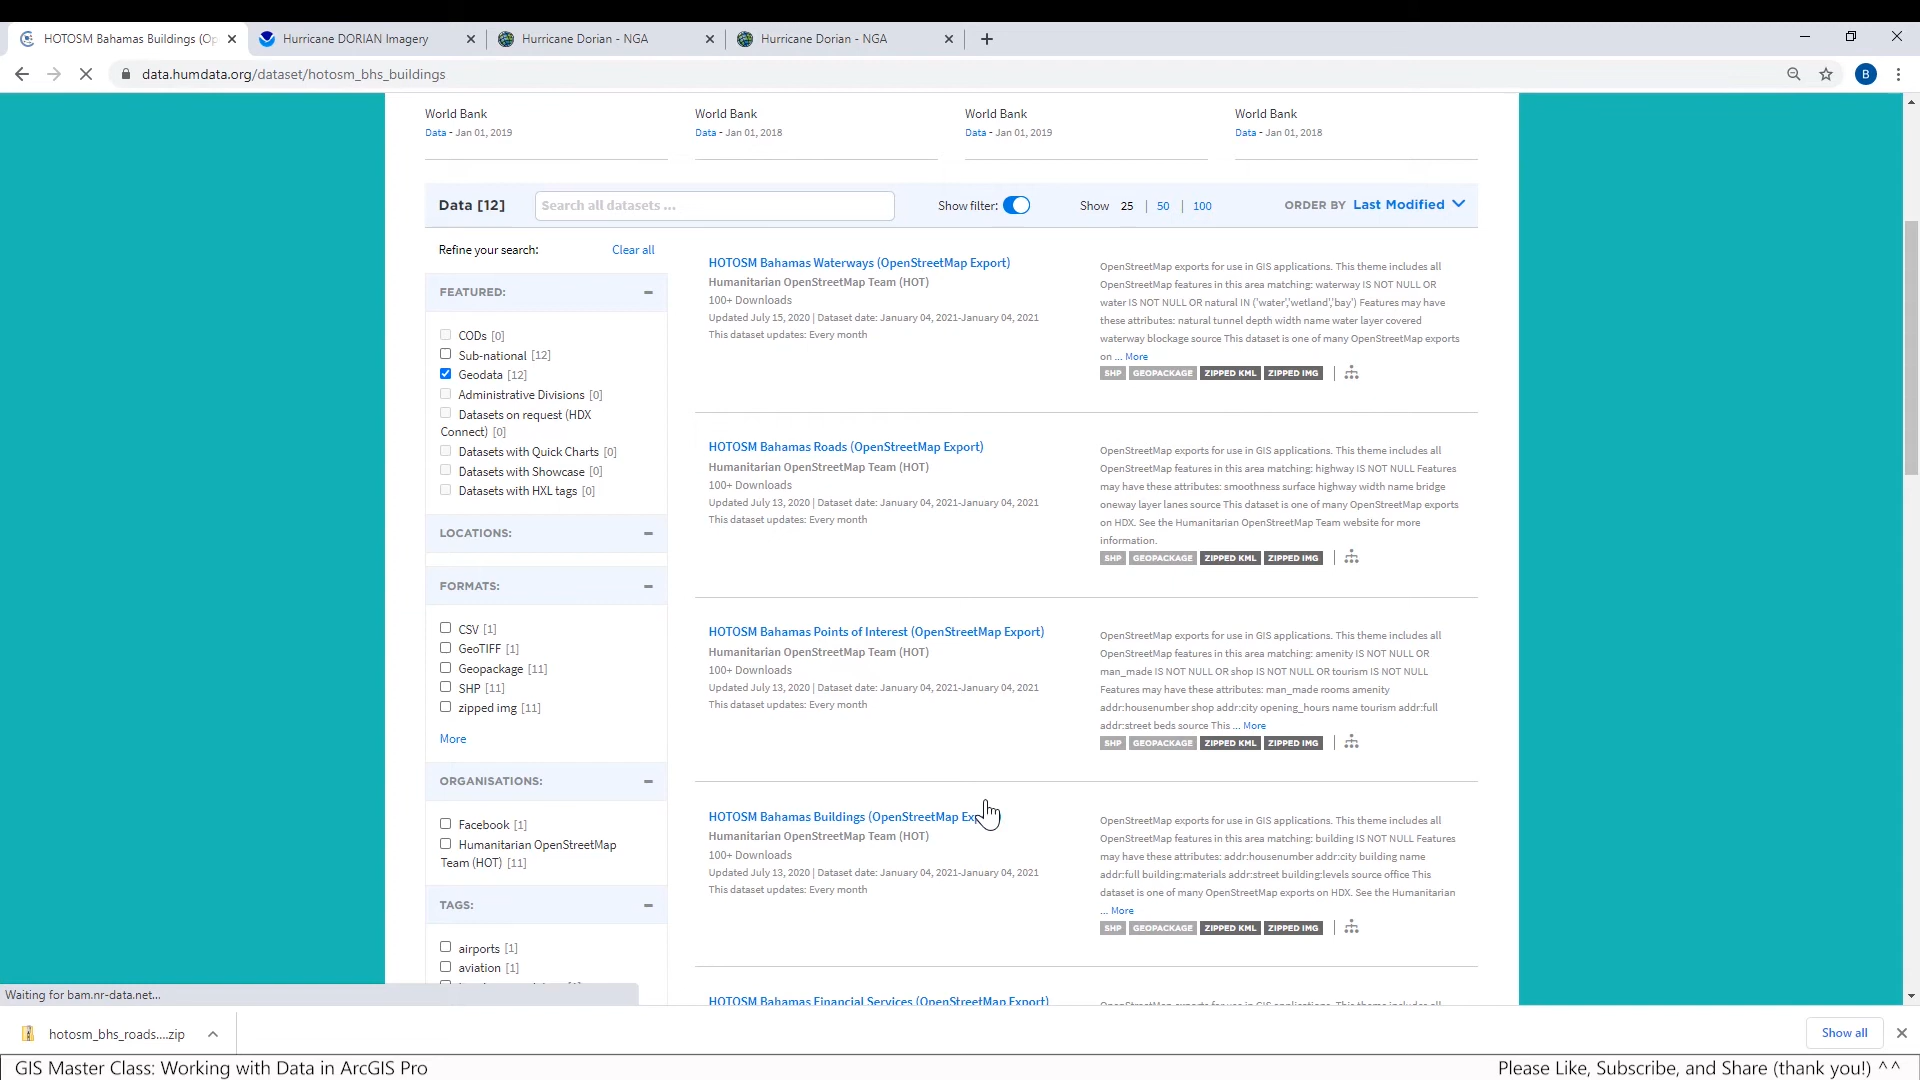 HOTOSM Bahamas Buildings (Op
Hurricane DORIAN Imagery
Hurricane Dorian - NGA
Hurricane Dorian - NGA
data.humdata.org/dataset/hotosm_bhs_buildings
B
World Bank
Data - Jan 01, 2019
World Bank
Data - Jan 01, 2018
World Bank
Data - Jan 01, 2019
World Bank
Data - Jan 01, 2018
Data [12]
Search all datasets ...
Show filter:
Show 25 | 50 | 100
ORDER BY Last Modified
Refine your search:
Clear all
FEATURED:
CODs [0]
Sub-national [12]
Geodata [12]
Administrative Divisions [0]
Datasets on request (HDX
Connect) [0]
Datasets with Quick Charts [0]
Datasets with Showcase [0]
Datasets with HXL tags [0]
LOCATIONS:
FORMATS:
CSV [1]
GeoTIFF [1]
Geopackage [11]
SHP [11]
zipped img [11]
More
ORGANISATIONS:
Facebook [1]
Humanitarian OpenStreetMap
Team (HOT) [11]
TAGS:
airports [1]
aviation [1]
HOTOSM Bahamas Waterways (OpenStreetMap Export)
Humanitarian OpenStreetMap Team (HOT)
100+ Downloads
Updated July 15, 2020 | Dataset date: January 04, 2021-January 04, 2021
This dataset updates: Every month
OpenStreetMap exports for use in GIS applications. This theme includes all
OpenStreetMap features in this area matching: waterway IS NOT NULL OR
water IS NOT NULL OR natural IN ('water','wetland','bay') Features may have
these attributes: natural tunnel depth width name water layer covered
waterway blockage source This dataset is one of many OpenStreetMap exports
on ... More
SHP GEOPACKAGE ZIPPED KML ZIPPED IMG
HOTOSM Bahamas Roads (OpenStreetMap Export)
Humanitarian OpenStreetMap Team (HOT)
100+ Downloads
Updated July 13, 2020 | Dataset date: January 04, 2021-January 04, 2021
This dataset updates: Every month
OpenStreetMap exports for use in GIS applications. This theme includes all
OpenStreetMap features in this area matching: highway IS NOT NULL Features
may have these attributes: smoothness surface highway width name bridge
oneway layer lanes source This dataset is one of many OpenStreetMap exports
on HDX. See the Humanitarian OpenStreetMap Team website for more
information.
SHP GEOPACKAGE ZIPPED KML ZIPPED IMG
HOTOSM Bahamas Points of Interest (OpenStreetMap Export)
Humanitarian OpenStreetMap Team (HOT)
100+ Downloads
Updated July 13, 2020 | Dataset date: January 04, 2021-January 04, 2021
This dataset updates: Every month
OpenStreetMap exports for use in GIS applications. This theme includes all
OpenStreetMap features in this area matching: amenity IS NOT NULL OR
man_made IS NOT NULL OR shop IS NOT NULL OR tourism IS NOT NULL
Features may have these attributes: man_made rooms amenity
addr:housenumber shop addr:city opening_hours name tourism addr:full
addr:street beds source This ... More
SHP GEOPACKAGE ZIPPED KML ZIPPED IMG
HOTOSM Bahamas Buildings (OpenStreetMap Ex
Humanitarian OpenStreetMap Team (HOT)
100+ Downloads
Updated July 13, 2020 | Dataset date: January 04, 2021-January 04, 2021
This dataset updates: Every month
OpenStreetMap exports for use in GIS applications. This theme includes all
OpenStreetMap features in this area matching: building IS NOT NULL Features
may have these attributes: addr:housenumber addr:city building name
addr:full building:materials addr:street building:levels source office This
dataset is one of many OpenStreetMap exports on HDX. See the Humanitarian
... More
SHP GEOPACKAGE ZIPPED KML ZIPPED IMG
HOTOSM Bahamas Financial Services (OpenStreetMap Export)
OpenStreetMap exports for use in GIS applications. This theme includes all
Waiting for bam.nr-data.net...
hotosm_bhs_roads....zip
Show all
GIS Master Class: Working with Data in ArcGIS Pro
Please Like, Subscribe, and Share (thank you!) ^^